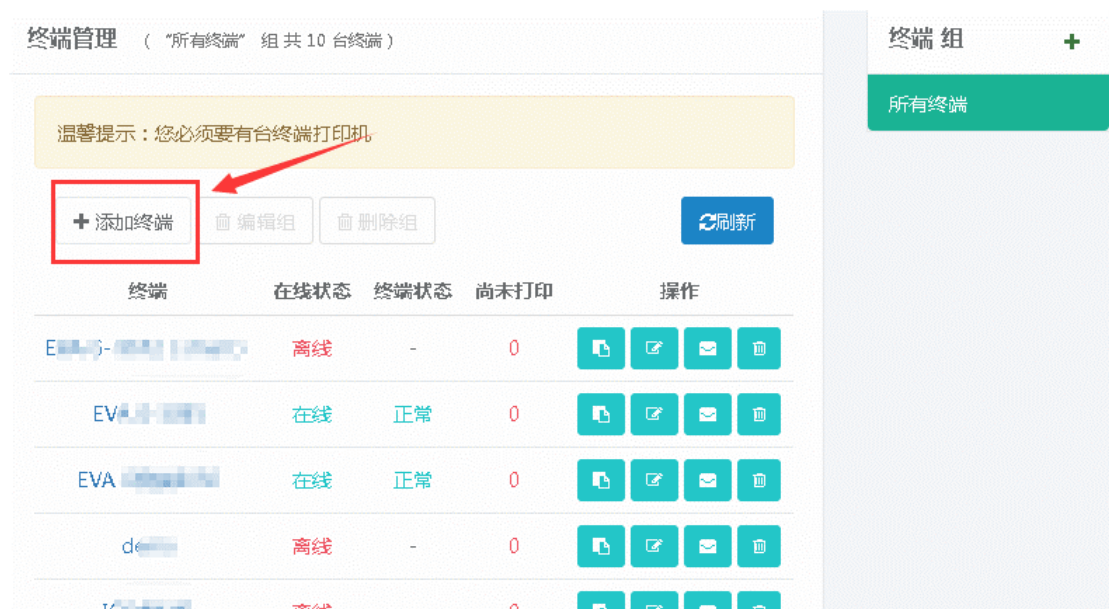 终端管理 （ “所有终端” 组 共 10 台终端 ）
终端 组
所有终端
温馨提示：您必须要有台终端打印机
添加终端 编辑组 删除组 刷新
终端 在线状态 终端状态 尚未打印 操作
离线 - 0
在线 正常 0
EVA 在线 正常 0
离线 - 0
离线 0